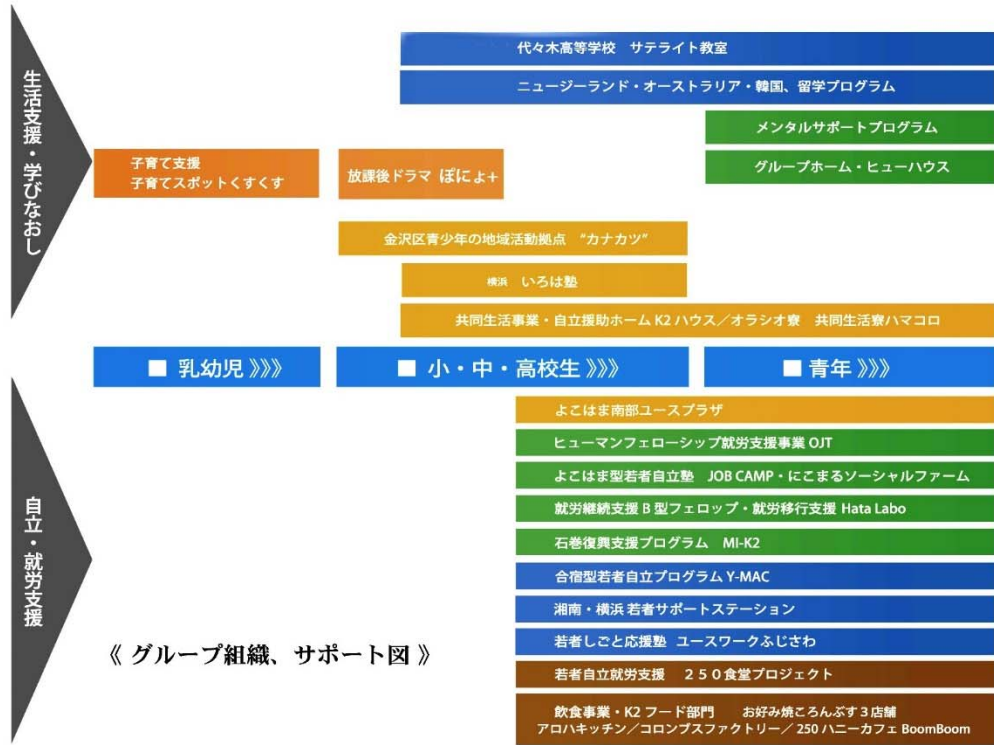 生活支援・学びなおし
代々木高等学校 サテライト教室
ニュージーランド・オーストラリア・韓国、留学プログラム
メンタルサポートプログラム
グループホーム・ヒューハウス
子育て支援
子育てスポットくすくす
放課後ドラマ ぽにょ+
金沢区青少年の地域活動拠点 “カナカツ”
横浜 いろは塾
共同生活事業・自立援助ホーム K2 ハウス／オラシオ寮 共同生活寮ハマコロ
■ 乳幼児 》》》
■ 小・中・高校生 》》》
■ 青年 》》》
自立・就労支援
よこはま南部ユースプラザ
ヒューマンフェローシップ就労支援事業 OJT
よこはま型若者自立塾 JOB CAMP・にこまるソーシャルファーム
就労継続支援 B 型フェロップ・就労移行支援 Hata Labo
石巻復興支援プログラム MI-K2
合宿型若者自立プログラム Y-MAC
湘南・横浜 若者サポートステーション
若者しごと応援塾 ユースワークふじさわ
若者自立就労支援 ２５０食堂プロジェクト
飲食事業・K2 フード部門 お好み焼ころんぶす３店舗
アロハキッチン／コロンブスファクトリー／ 250 ハニーカフェ BoomBoom
《 グループ組織、サポート図 》